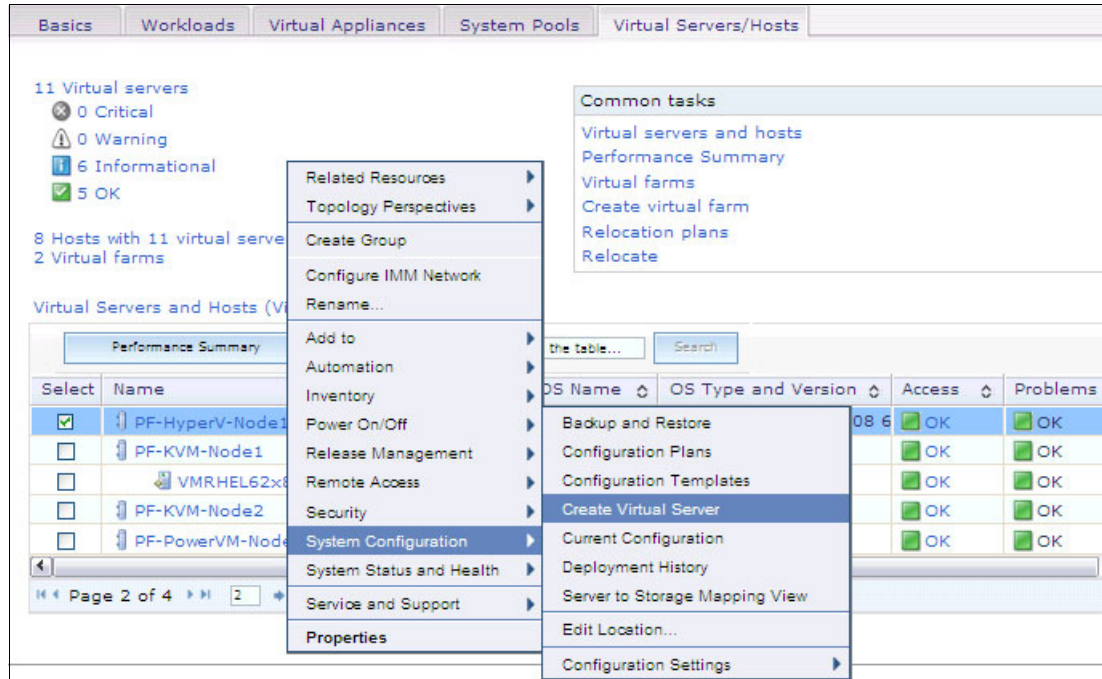 Basics Workloads Virtual Appliances System Pools Virtual Servers/Hosts
11 Virtual servers
0 Critical
0 Warning
6 Informational
5 OK
8 Hosts with 11 virtual serve
2 Virtual farms
Common tasks
Virtual servers and hosts
Performance Summary
Virtual farms
Create virtual farm
Relocation plans
Relocate
Virtual Servers and Hosts (Vi
Performance Summary the table... Search
Select Name OS Name OS Type and Version Access Problems
PF-HyperV-Node1 08 6 OK OK
PF-KVM-Node1 OK OK
VMRHEL62x8 OK OK
PF-KVM-Node2 OK OK
PF-PowerVM-Node OK OK
Page 2 of 4 2
Related Resources
Topology Perspectives
Create Group
Configure IMM Network
Rename...
Add to
Automation
Inventory
Power On/Off
Release Management
Remote Access
Security
System Configuration
System Status and Health
Service and Support
Properties
Backup and Restore
Configuration Plans
Configuration Templates
Create Virtual Server
Current Configuration
Deployment History
Server to Storage Mapping View
Edit Location...
Configuration Settings